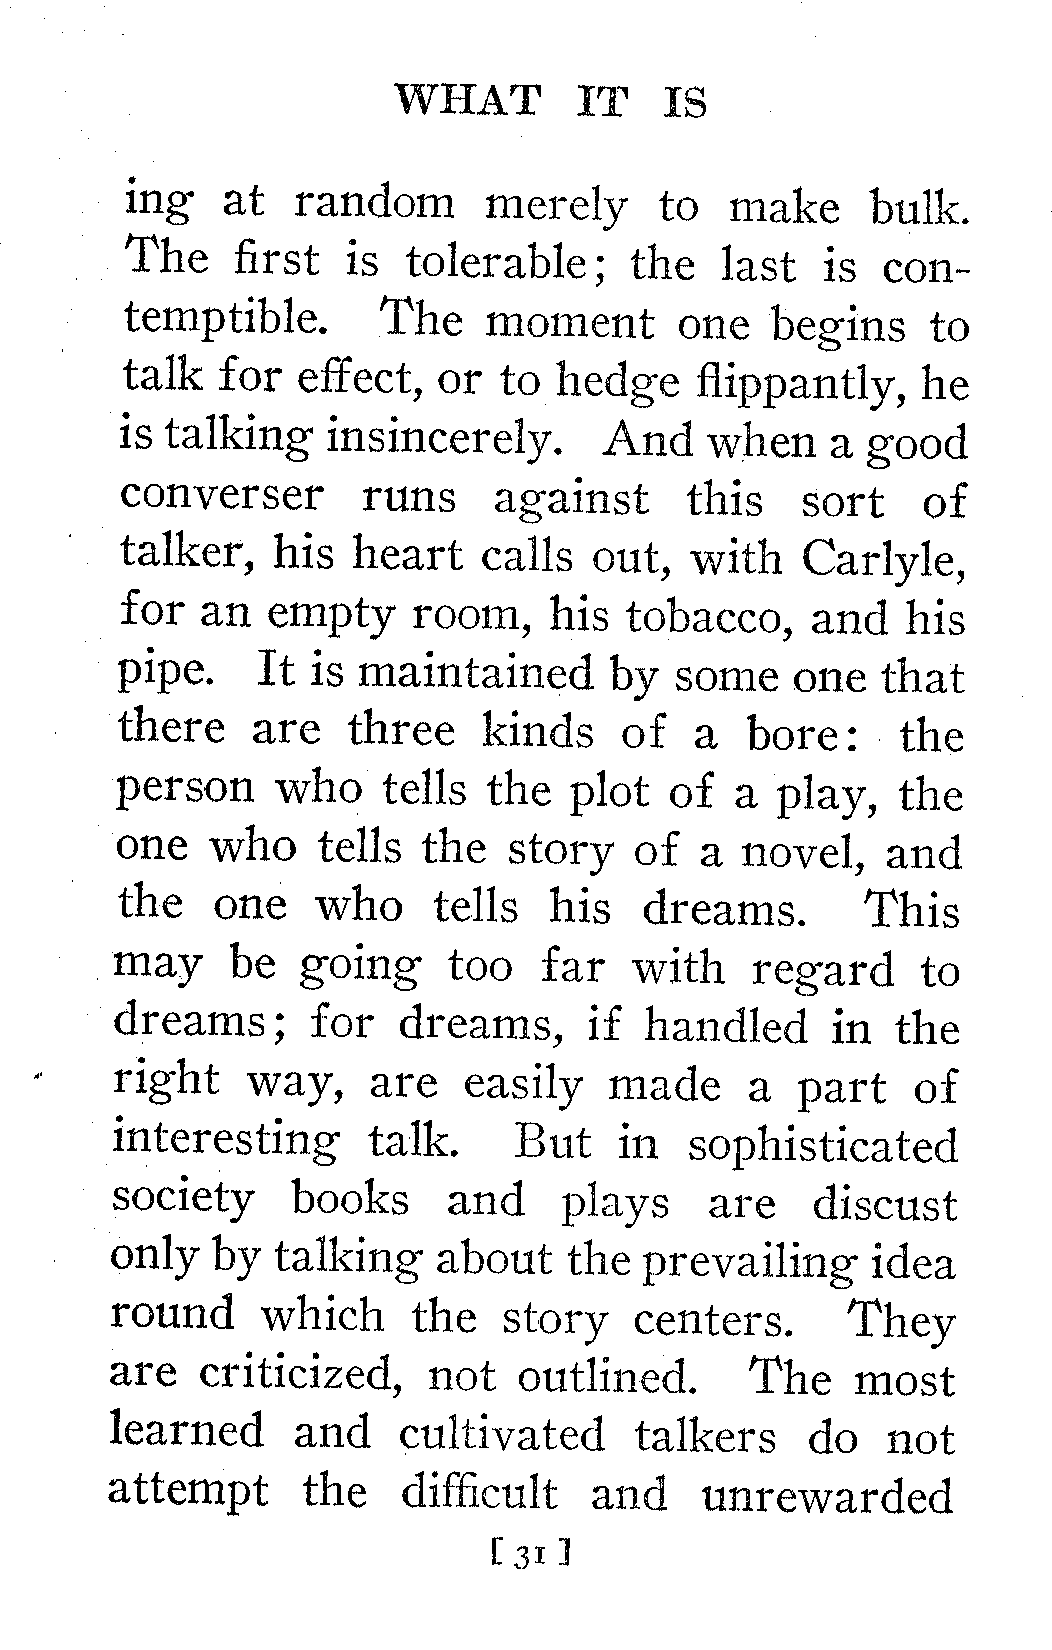 WHAT IT IS
ing at random merely to make bulk.
The first is tolerable; the last is con-
temptible. The moment one begins to
talk for effect, or to hedge flippantly, he
is talking insincerely. And when a good
converser runs against this sort of
talker, his heart calls out, with Carlyle,
for an empty room, his tobacco, and his
pipe. It is maintained by some one that
there are three kinds of a bore: the
person who tells the plot of a play, the
one who tells the story of a novel, and
the one who tells his dreams. This
may be going too far with regard to
dreams; for dreams, if handled in the
right way, are easily made a part of
interesting talk. But in sophisticated
society books and plays are discust
only by talking about the prevailing idea
round which the story centers. They
are criticized, not outlined. The most
learned and cultivated talkers do not
attempt the difficult and unrewarded
[ 31 ]